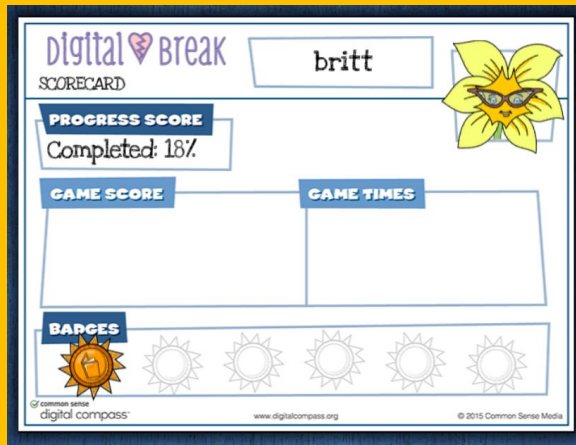 Digital Break
britt
SCORECARD
PROGRESS SCORE
Completed: 18%
GAME SCORE
GAME TIMES
BADGES
common sense
digital compass™
www.digitalcompass.org
© 2015 Common Sense Media